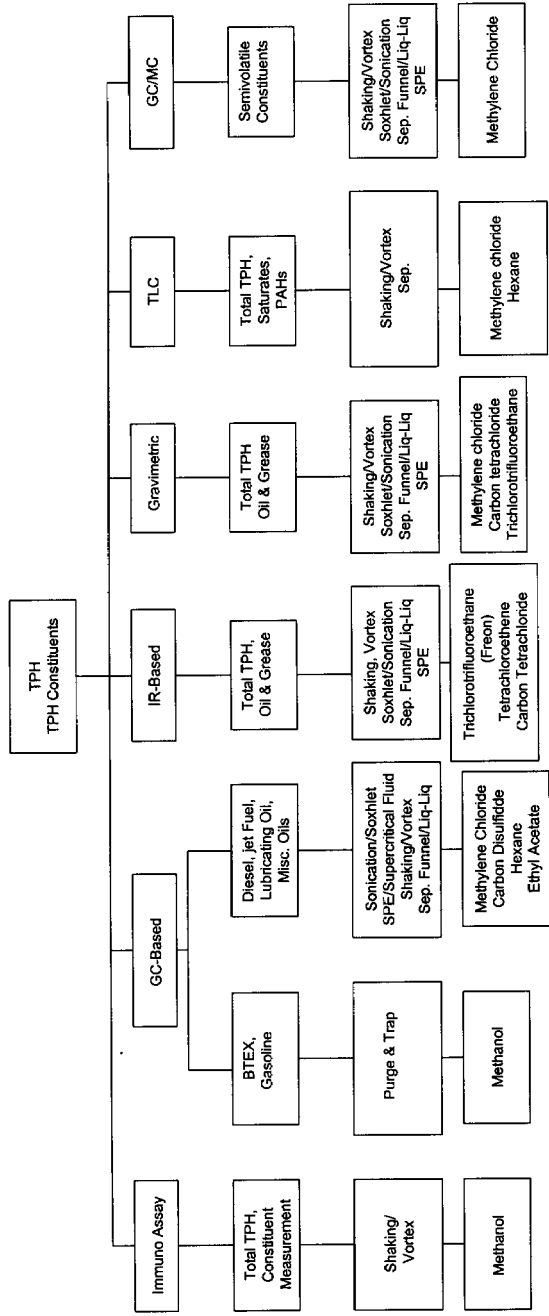 TPH
TPH Constituents
Immuno Assay
GC-Based
IR-Based
Gravimetric
TLC
GC/MC
Total TPH,
Constituent
Measurement
BTEX,
Gasoline
Diesel, jet Fuel,
Lubricating Oil,
Misc. Oils
Total TPH,
Oil & Grease
Total TPH
Oil & Grease
Total TPH,
Saturates,
PAHs
Semivolatile
Constituents
Shaking/
Vortex
Purge & Trap
Sonication/Soxhlet
SPE/Supercritical Fluid
Shaking/Vortex
Sep. Funnel/Liq-Liq
Shaking, Vortex
Soxhlet/Sonication
Sep. Funnel/Liq-Liq
SPE
Shaking/Vortex
Soxhlet/Sonication
Sep. Funnel/Liq-Liq
SPE
Shaking/Vortex
Sep.
Shaking/Vortex
Soxhlet/Sonication
Sep. Funnel/Liq-Liq
SPE
Methanol
Methanol
Methylene Chloride
Carbon Disulfidde
Hexane
Ethyl Acetate
Trichlorotrifluoroethane
(Freon)
Tetrachloroethene
Carbon Tetrachloride
Methylene chloride
Carbon tetrachloride
Trichlorotrifluoroethane
Methylene chloride
Hexane
Methylene Chloride